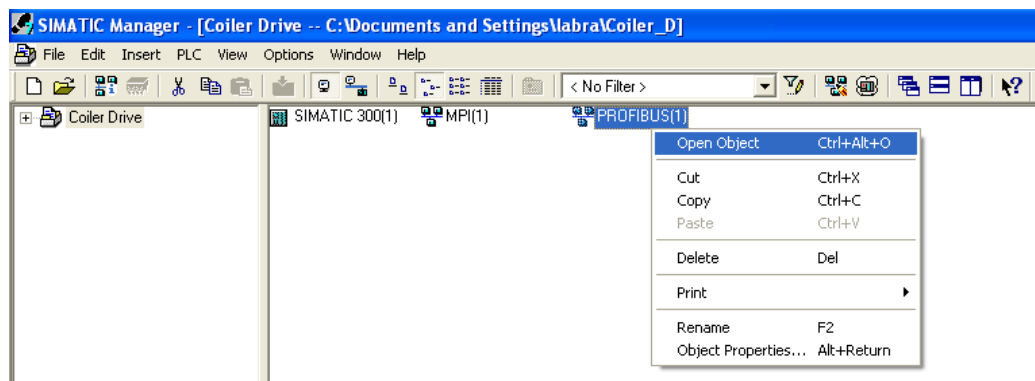 SIMATIC Manager - [Coiler Drive -- C:\Documents and Settings\labra\Coiler_D]
File Edit Insert PLC View Options Window Help
< No Filter >
Coiler Drive
SIMATIC 300(1) MPI(1) PROFIBUS(1)
Open Object Ctrl+Alt+O
Cut Ctrl+X
Copy Ctrl+C
Paste Ctrl+V
Delete Del
Print
Rename F2
Object Properties... Alt+Return